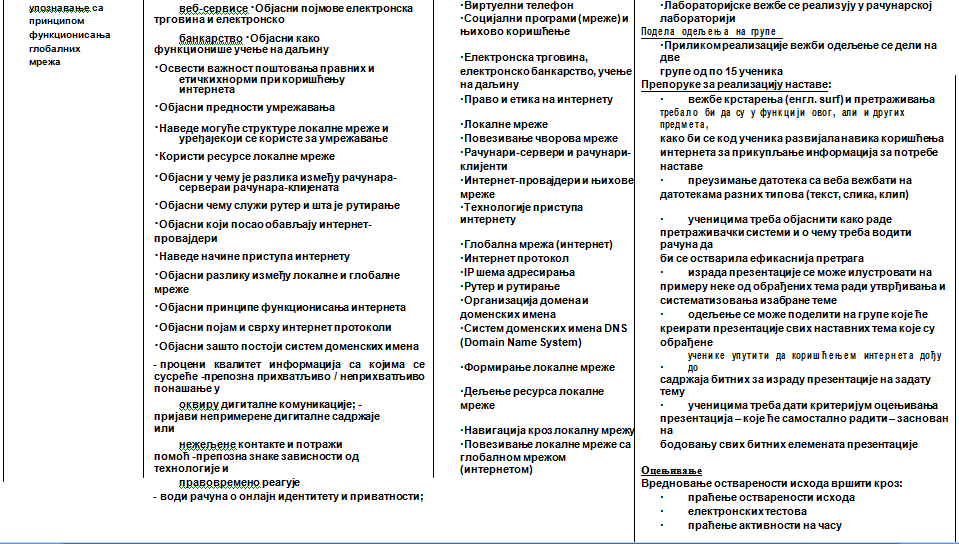 упознавање са
принципом
функционисања
глобалних
мрежа
веб-сервисе •Објасни појмове електронска
трговина и електронско
банкарство •Објасни како
функционише учење на даљину
•Освести важност поштовања правних и
етичкихнорми при коришћењу
интернета
•Објасни предности умрежавања
•Наведе могуће структуре локалне мреже и
уређајекоји се користе за умрежавање
•Користи ресурсе локалне мреже
•Објасни у чему је разлика између рачунара-
сервераи рачунара-клијената
•Објасни чему служи рутер и шта је рутирање
•Објасни који посао обављају интернет-
провајдери
•Наведе начине приступа интернету
•Објасни разлику између локалне и глобалне
мреже
•Објасни принципе функционисања интернета
•Објасни појам и сврху интернет протоколи
•Објасни зашто постоји систем доменских имена
- процени квалитет информација са којима се
сусреће -препозна прихватљиво / неприхватљиво
понашање у
оквиру дигиталне комуникације; -
пријави непримерене дигиталне садржаје
или
нежељене контакте и потражи
помоћ -препозна знаке зависности од
технологије и
правовремено реагује
- води рачуна о онлајн идентитету и приватности;
•Виртуелни телефон
•Социјални програми (мреже) и
њихово коришћење
•Електронска трговина,
електронско банкарство, учење
на даљину
•Право и етика на интернету
•Локалне мреже
•Повезивање чворова мреже
•Рачунари-сервери и рачунари-
клијенти
•Интернет-провајдери и њихове
мреже
•Технологије приступа
интернету
•Глобална мрежа (интернет)
•Интернет протокол
•IP шема адресирања
•Рутер и рутирање
•Организација домена и
доменских имена
•Систем доменских имена DNS
(Domain Name System)
•Формирање локалне мреже
•Дељење ресурса локалне
мреже
•Навигација кроз локалну мрежу
•Повезивање локалне мреже са
глобалном мрежом
(интернетом)
•Лабораторијске вежбе се реализују у рачунарској
лабораторији
Подела одељења на групе
•Приликом реализације вежби одељење се дели на
две
групе од по 15 ученика
Препоруке за реализацију наставе:
• вежбе крстарења (енгл. surf) и претраживања
требало би да су у функцији овог, али и других
предмета,
како би се код ученика развијала навика коришћења
интернета за прикупљање информација за потребе
наставе
• преузимање датотека са веба вежбати на
датотекама разних типова (текст, слика, клип)
• ученицима треба објаснити како раде
претраживачки системи и о чему треба водити
рачуна да
би се остварила ефикаснија претрага
• израда презентације се може илустровати на
примеру неке од обрађених тема ради утврђивања и
систематизовања изабране теме
• одељење се може поделити на групе које ће
креирати презентације свих наставних тема које су
обрађене
ученике упутити да коришћењем интернета дођу
• до
садржаја битних за израду презентације на задату
тему
• ученицима треба дати критеријум оцењивања
презентација – које ће самостално радити – заснован
на
бодовању свих битних елемената презентације
Оцењивање
Вредновање остварености исхода вршити кроз:
• праћење остварености исхода
• електронских тестова
• праћење активности на часу